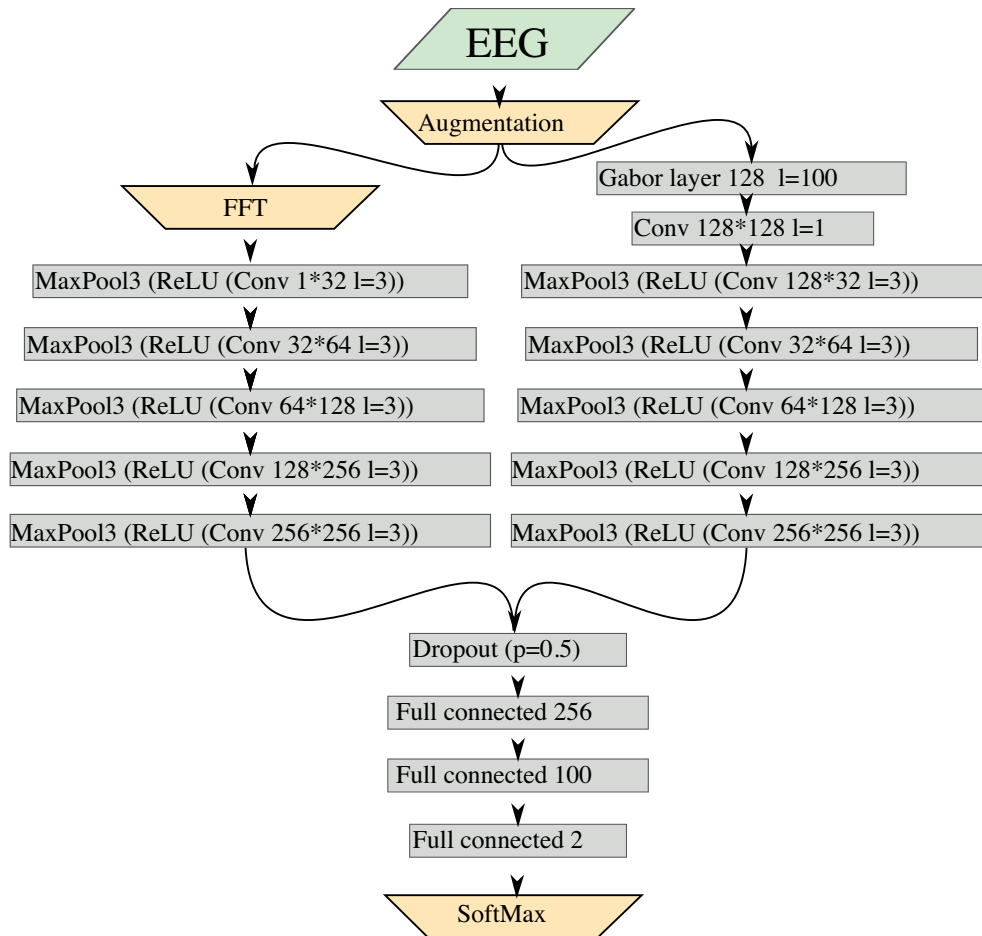 EEG
Augmentation
FFT
MaxPool3 (ReLU (Conv 1*32 l=3))
MaxPool3 (ReLU (Conv 32*64 l=3))
MaxPool3 (ReLU (Conv 64*128 l=3))
MaxPool3 (ReLU (Conv 128*256 l=3))
MaxPool3 (ReLU (Conv 256*256 l=3))
Gabor layer 128 l=100
Conv 128*128 l=1
MaxPool3 (ReLU (Conv 128*32 l=3))
MaxPool3 (ReLU (Conv 32*64 l=3))
MaxPool3 (ReLU (Conv 64*128 l=3))
MaxPool3 (ReLU (Conv 128*256 l=3))
MaxPool3 (ReLU (Conv 256*256 l=3))
Dropout (p=0.5)
Full connected 256
Full connected 100
Full connected 2
SoftMax